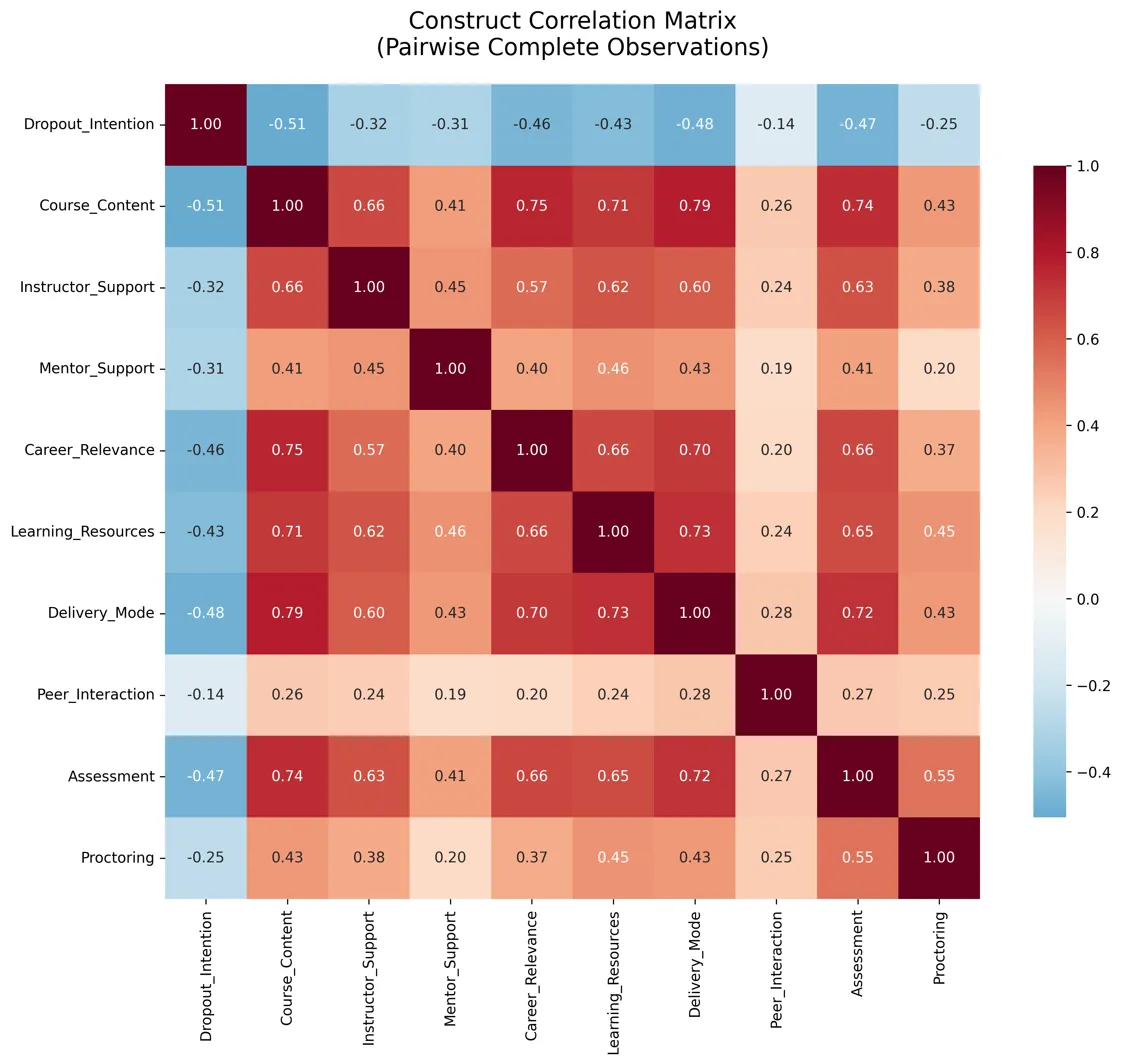 Construct Correlation Matrix
(Pairwise Complete Observations)
Dropout_Intention 1.00 -0.51 -0.32 -0.31 -0.46 -0.43 -0.48 -0.14 -0.47 -0.25
Course_Content -0.51 1.00 0.66 0.41 0.75 0.71 0.79 0.26 0.74 0.43
Instructor_Support -0.32 0.66 1.00 0.45 0.57 0.62 0.60 0.24 0.63 0.38
Mentor_Support -0.31 0.41 0.45 1.00 0.40 0.46 0.43 0.19 0.41 0.20
Career_Relevance -0.46 0.75 0.57 0.40 1.00 0.66 0.70 0.20 0.66 0.37
Learning_Resources -0.43 0.71 0.62 0.46 0.66 1.00 0.73 0.24 0.65 0.45
Delivery_Mode -0.48 0.79 0.60 0.43 0.70 0.73 1.00 0.28 0.72 0.43
Peer_Interaction -0.14 0.26 0.24 0.19 0.20 0.24 0.28 1.00 0.27 0.25
Assessment -0.47 0.74 0.63 0.41 0.66 0.65 0.72 0.27 1.00 0.55
Proctoring -0.25 0.43 0.38 0.20 0.37 0.45 0.43 0.25 0.55 1.00
Dropout_Intention
Course_Content
Instructor_Support
Mentor_Support
Career_Relevance
Learning_Resources
Delivery_Mode
Peer_Interaction
Assessment
Proctoring
1.0
0.8
0.6
0.4
0.2
0.0
−0.2
−0.4